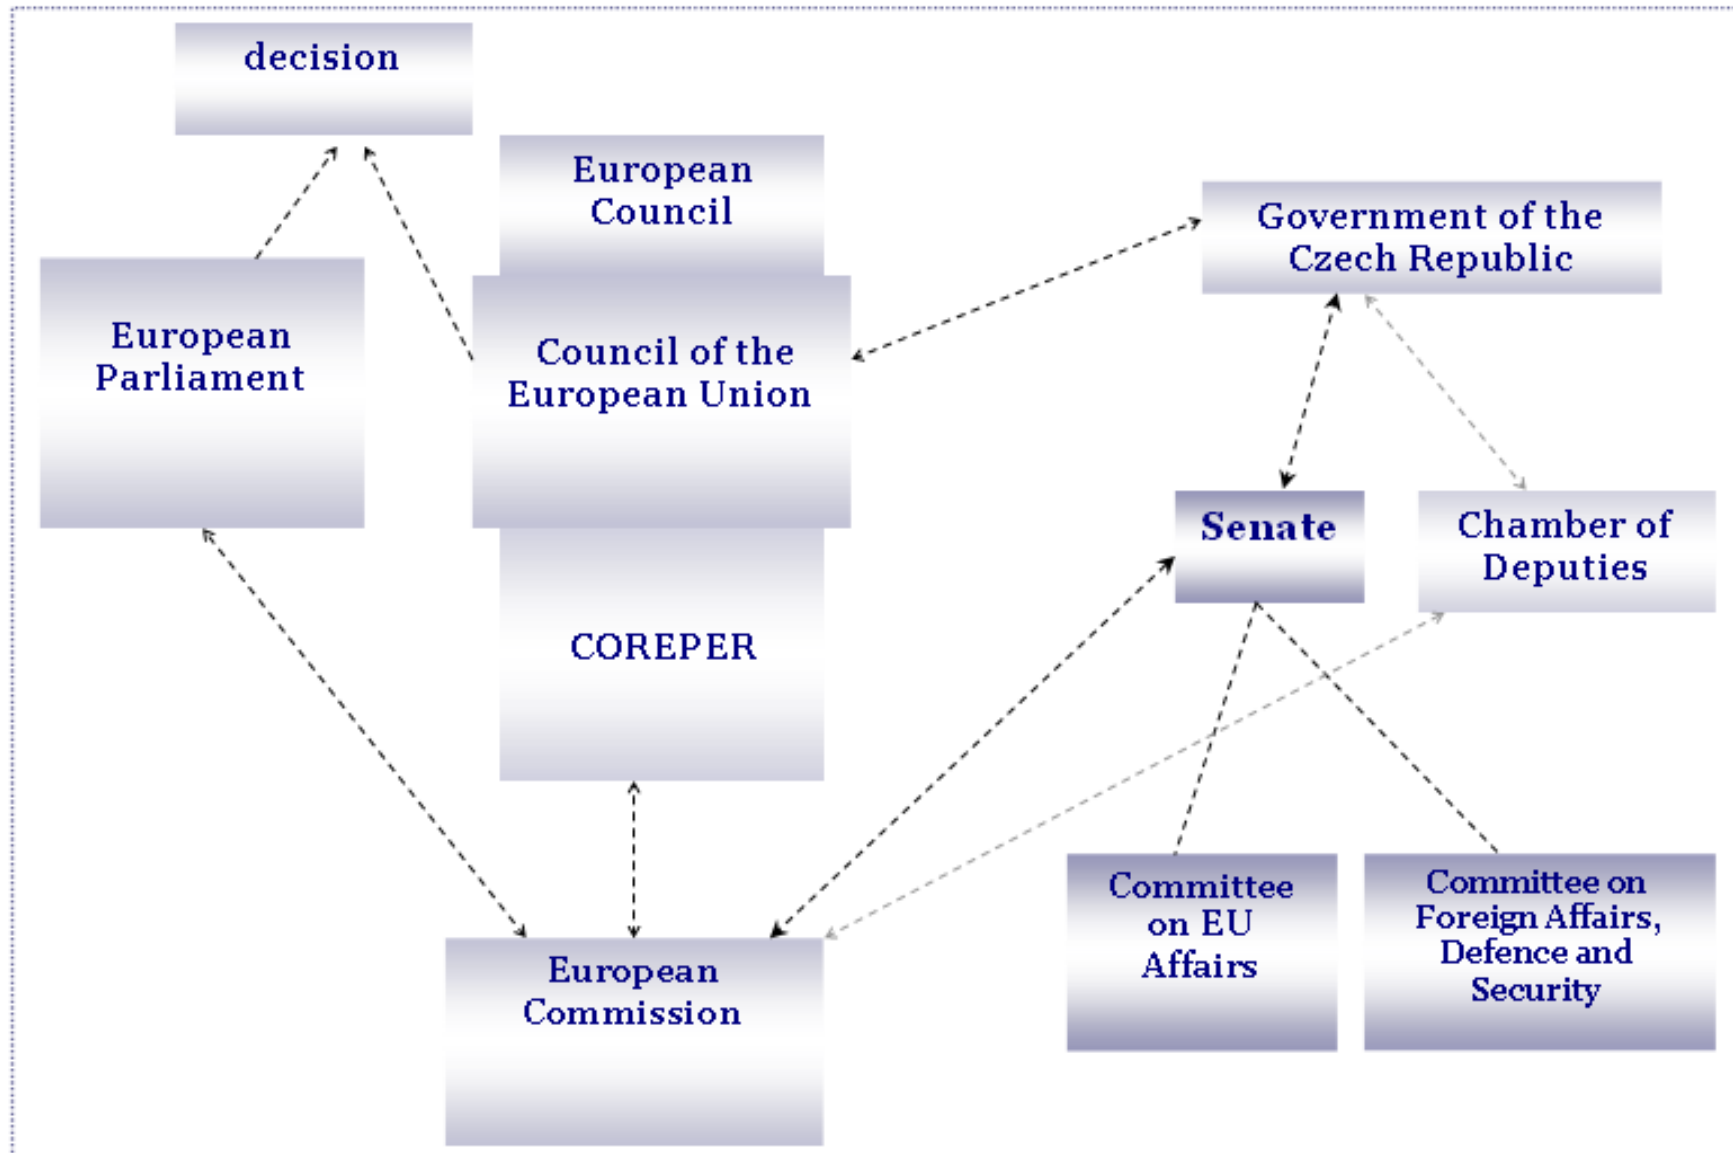 decision
European
Council
Government of the
Czech Republic
European
Parliament
Council of the
European Union
Senate
Chamber of
Deputies
COREPER
Committee
on EU
Affairs
Committee on
Foreign Affairs,
Defence and
Security
European
Commission